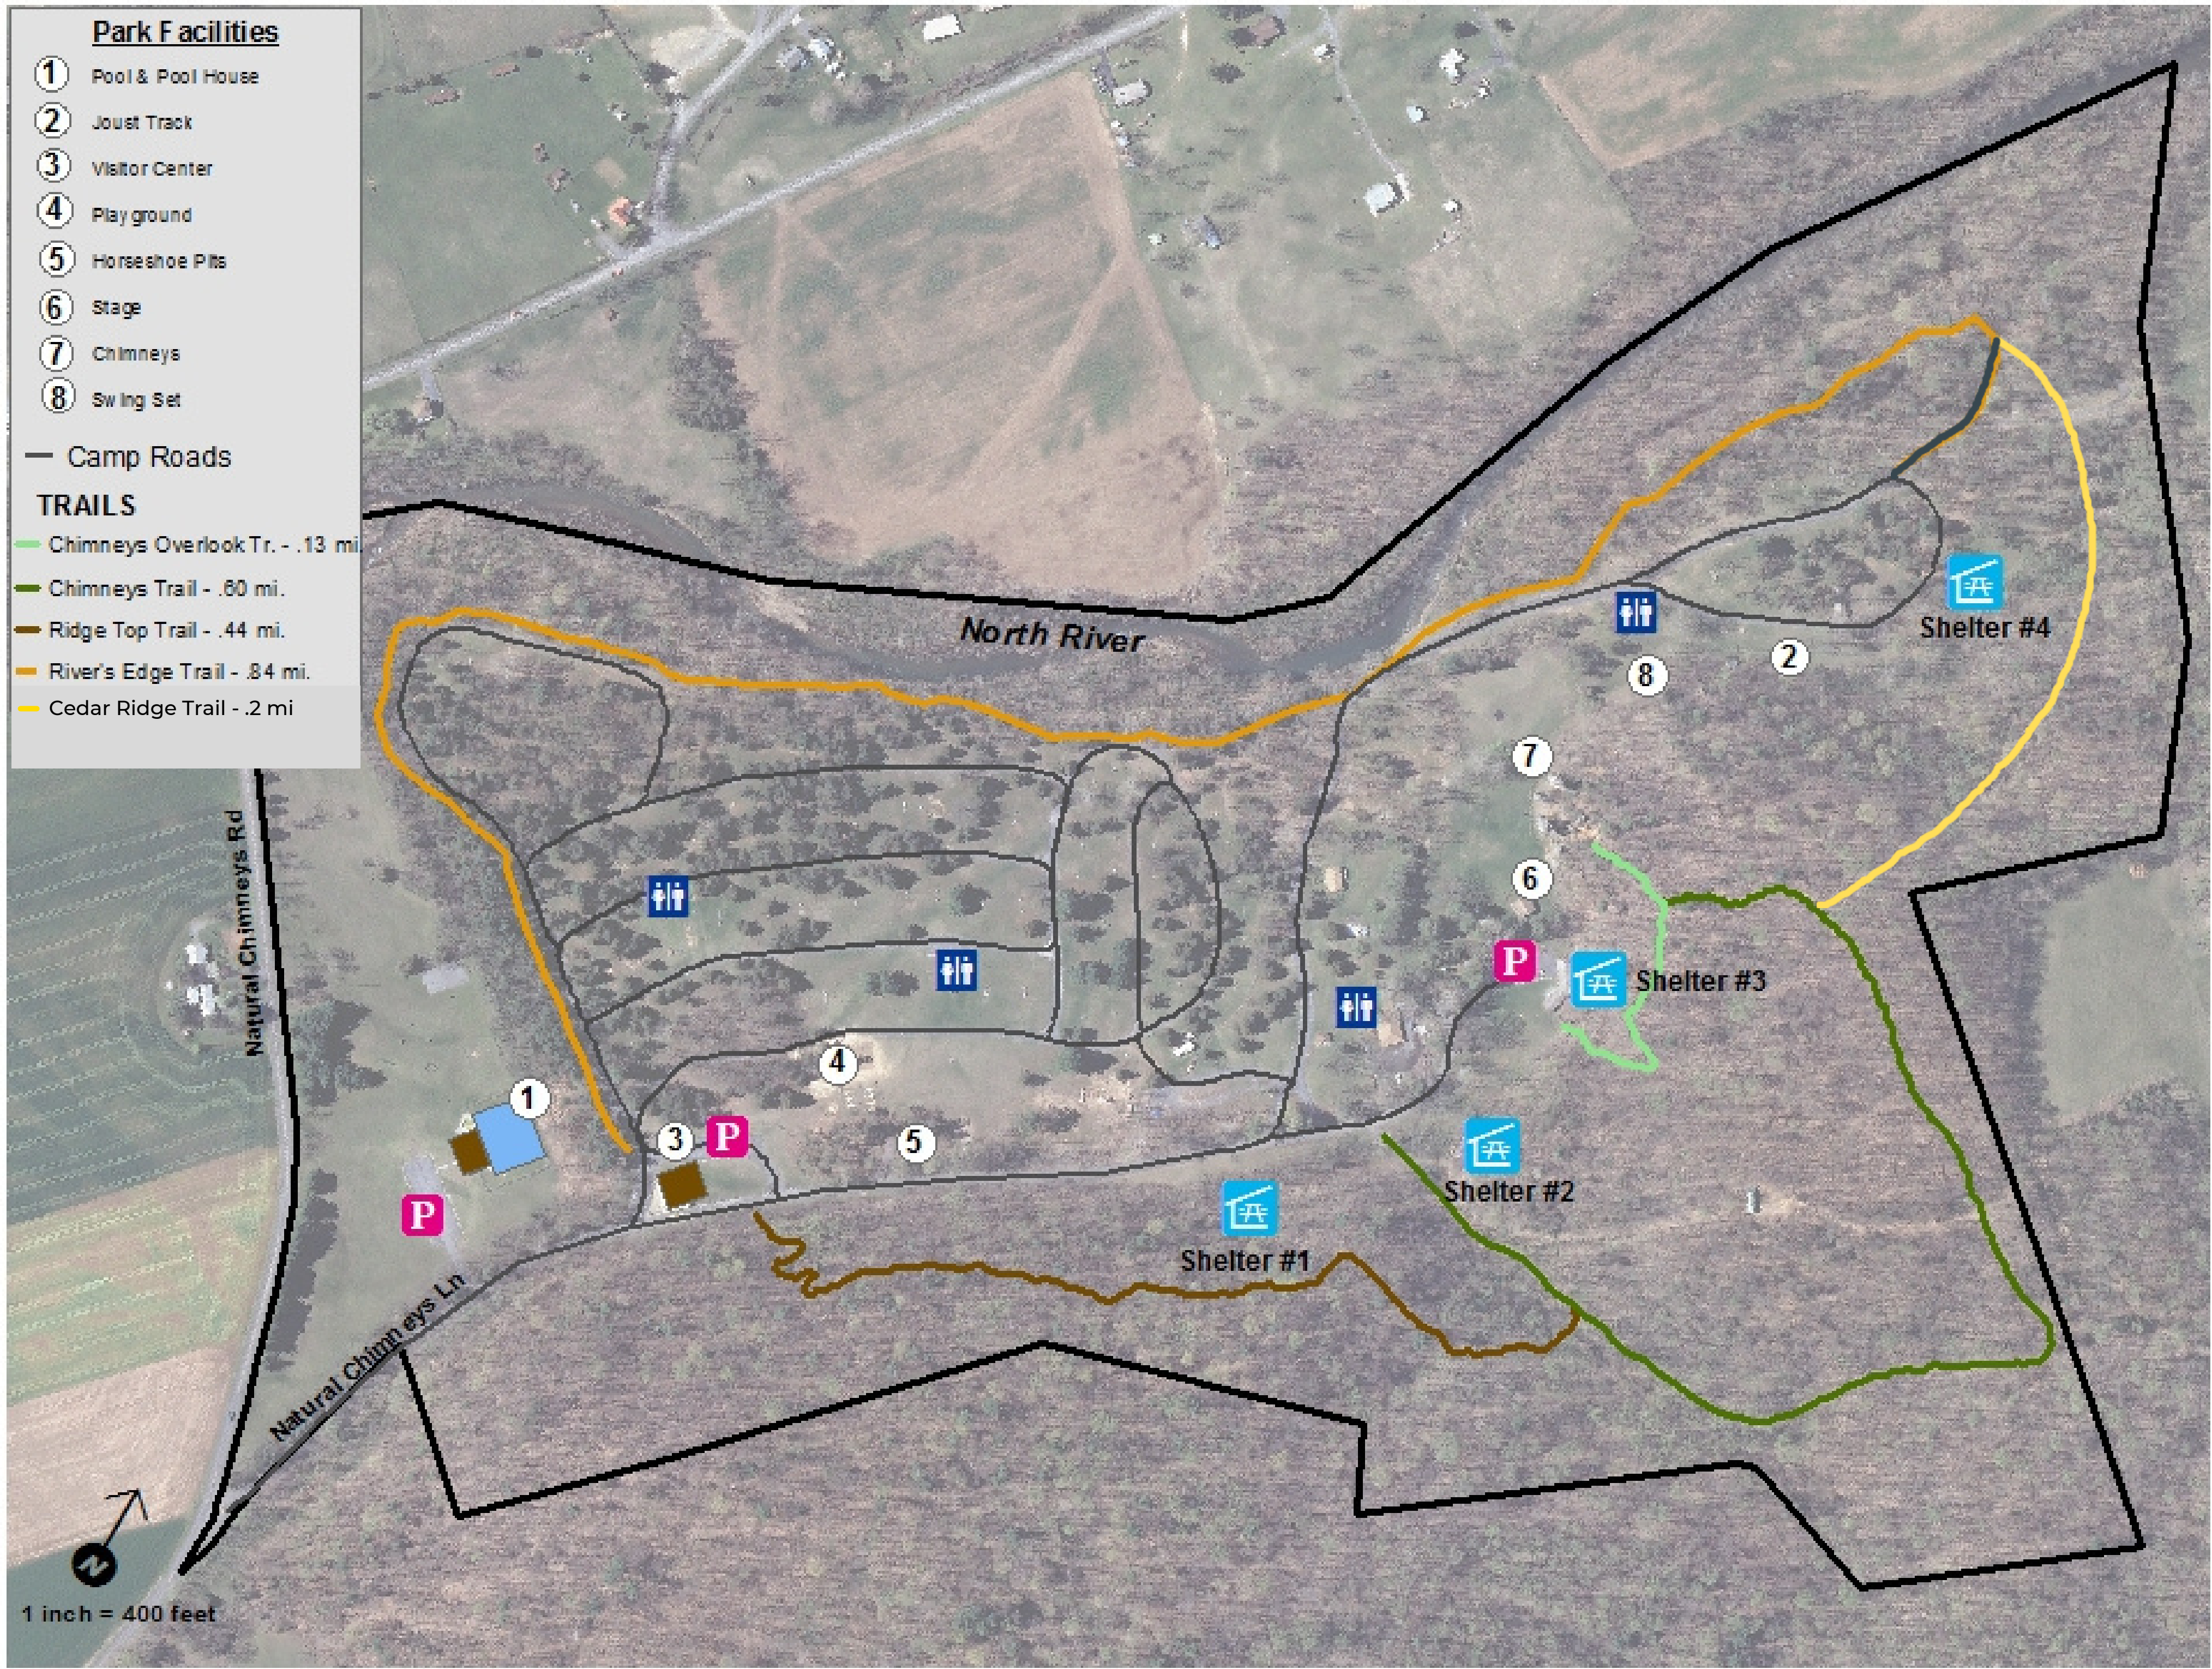 Park Facilities
1 Pool & Pool House
2 Joust Track
3 Visitor Center
4 Playground
5 Horseshoe Pits
6 Stage
7 Chimneys
8 Swing Set
Camp Roads
TRAILS
Chimneys Overlook Tr. - .13 mi.
Chimneys Trail - .60 mi.
Ridge Top Trail - .44 mi.
River's Edge Trail - .84 mi.
Cedar Ridge Trail - .2 mi
North River
Shelter #4
2
8
7
6
P
Shelter #3
Natural Chimneys Rd
4
1
3
P
5
P
Shelter #2
Shelter #1
Natural Chimneys Ln
N
1 inch = 400 feet